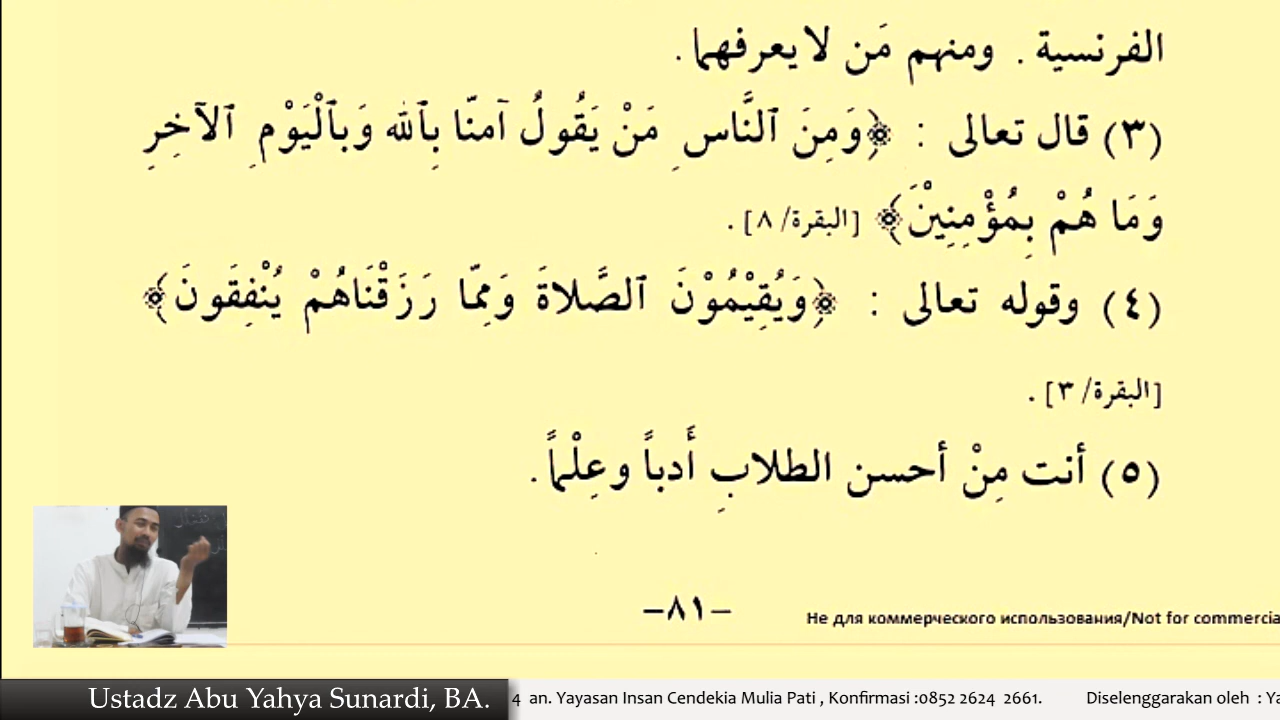 الفرنسية . ومنهم مَن لا يعرفهما .
(٣) قال تعالى : ﴿وَمِنَ ٱلنَّاسِ مَنْ يَقُولُ آمنّا بِٱلله وَبِٱلْيَوْمِ ٱلآخِرِ
وَمَا هُمْ بِمُؤْمِنِيْنَ﴾ [البقرة/ ٨] .
(٤) وقوله تعالى : ﴿وَيُقِيْمُوْنَ ٱلصَّلاةَ وَمِمّا رَزَقْنَاهُمْ يُنْفِقُونَ﴾
[البقرة/ ٣] .
(٥) أنت مِنْ أحسن الطلابِ أَدباً وعِلْماً .
–٨١–
Не для коммерческого использования/Not for commercia
Ustadz Abu Yahya Sunardi, BA.
4 an. Yayasan Insan Cendekia Mulia Pati , Konfirmasi :0852 2624 2661. Diselenggarakan oleh : Ya